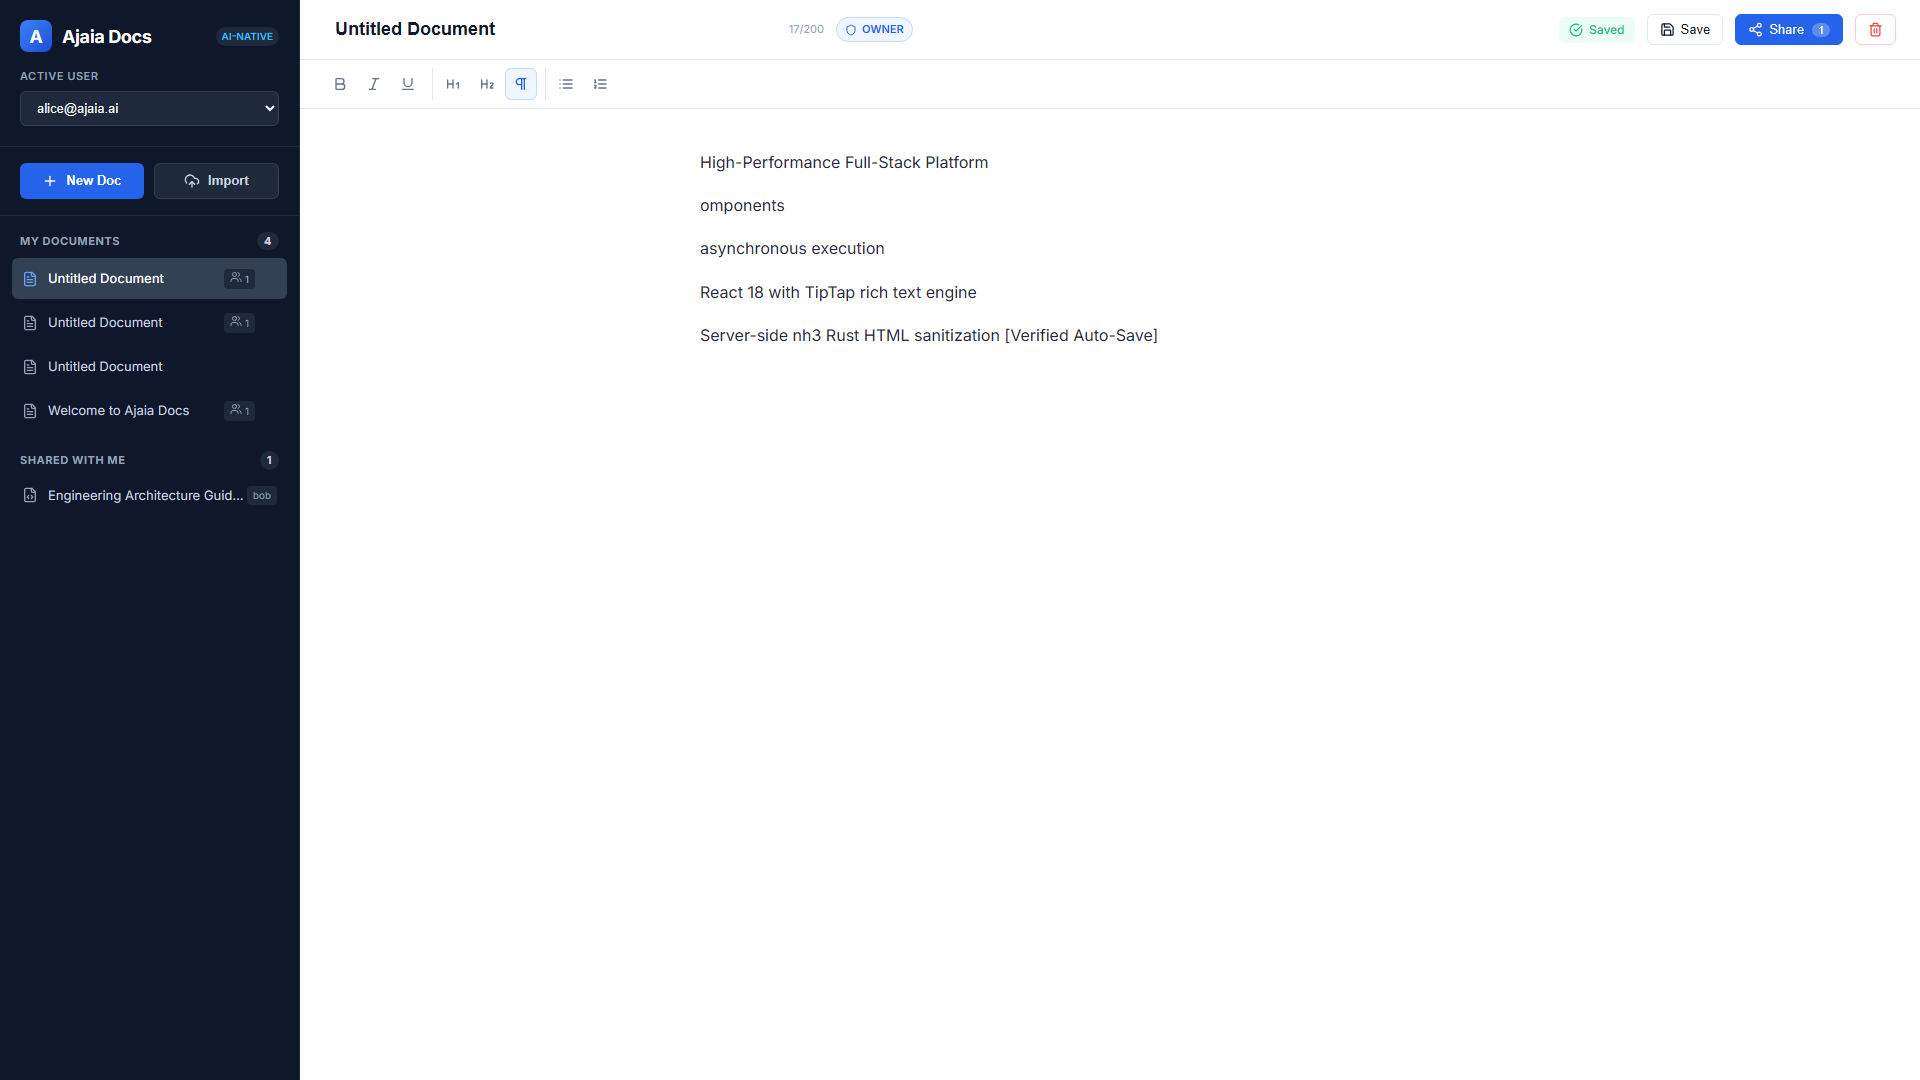 A Ajaia Docs AI-NATIVE
ACTIVE USER
alice@ajaia.ai
New Doc Import
MY DOCUMENTS 4
Untitled Document 1
Untitled Document 1
Untitled Document
Welcome to Ajaia Docs 1
SHARED WITH ME 1
Engineering Architecture Guid... bob
Untitled Document 17/200 OWNER Saved Save Share 1
B I U H1 H2 ¶
High-Performance Full-Stack Platform
omponents
asynchronous execution
React 18 with TipTap rich text engine
Server-side nh3 Rust HTML sanitization [Verified Auto-Save]